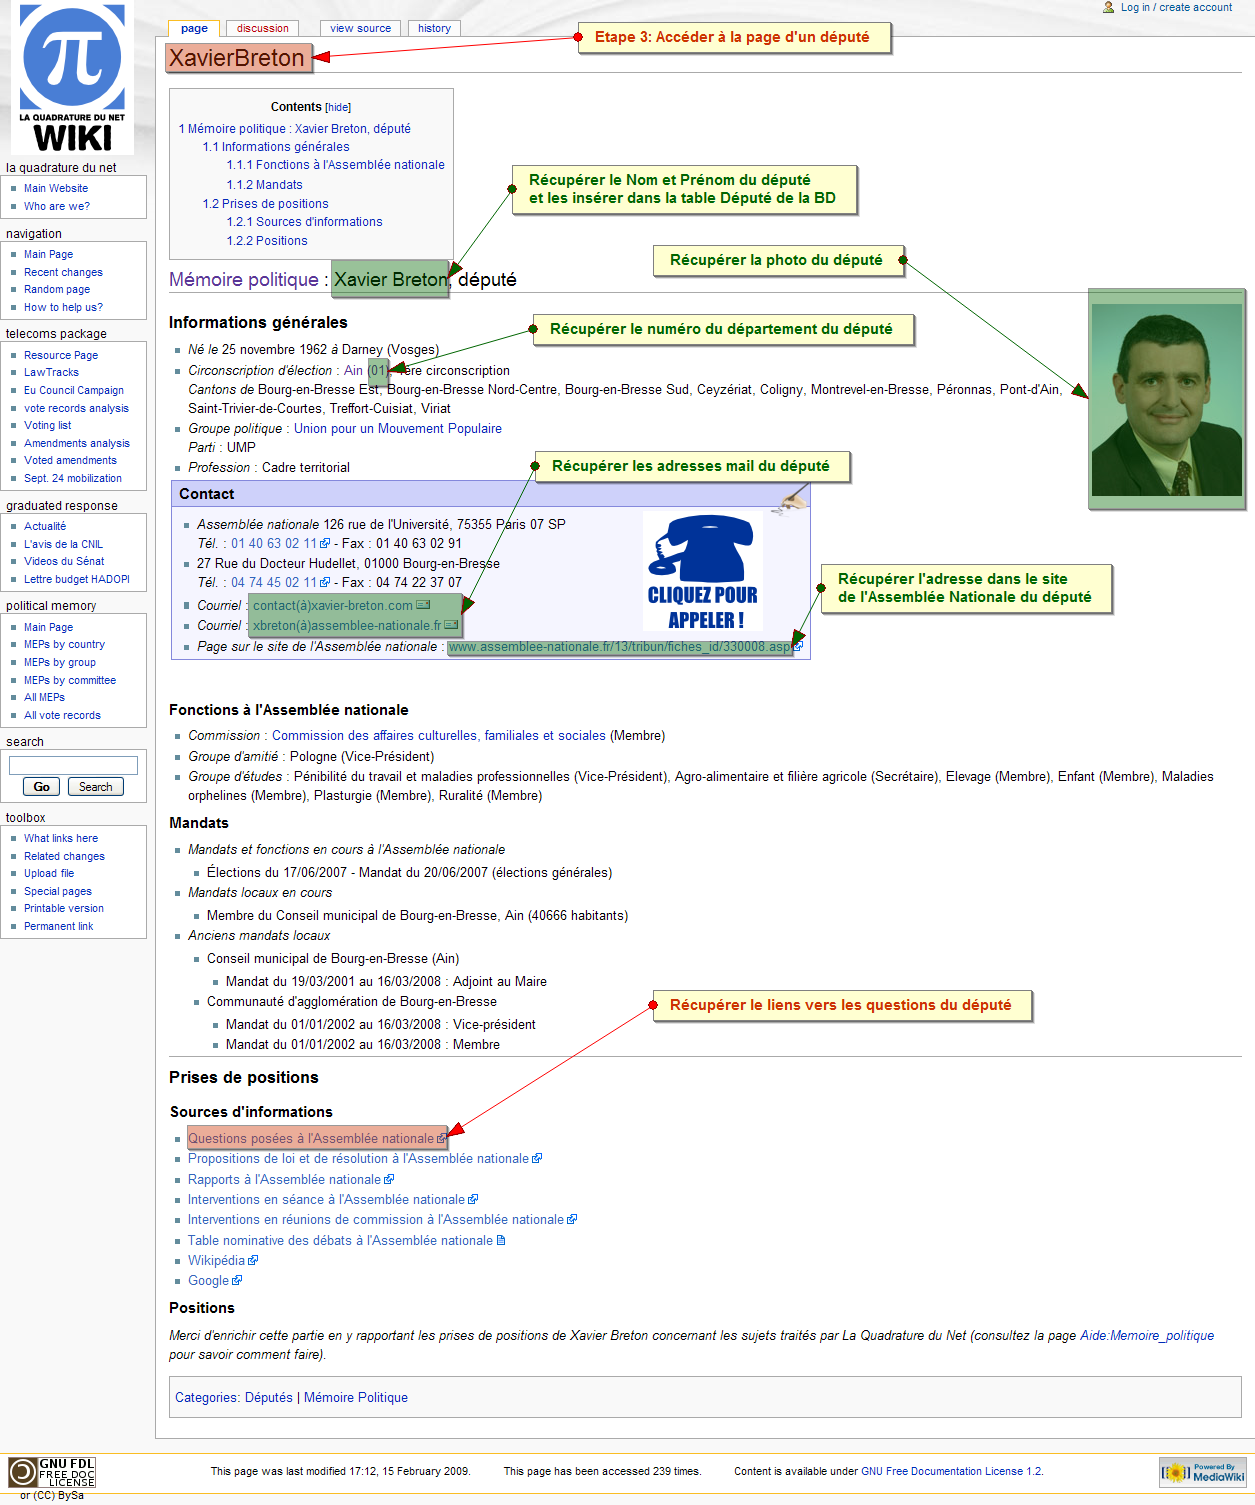 Log in / create account
page
discussion
view source
history
Etape 3: Accéder à la page d'un député
XavierBreton
π
LA QUADRATURE DU NET
WIKI
la quadrature du net
Main Website
Who are we?
navigation
Main Page
Recent changes
Random page
How to help us?
telecoms package
Resource Page
LawTracks
Eu Council Campaign
vote records analysis
Voting list
Amendments analysis
Voted amendments
Sept. 24 mobilization
graduated response
Actualité
L'avis de la CNIL
Videos du Sénat
Lettre budget HADOPI
political memory
Main Page
MEPs by country
MEPs by group
MEPs by committee
All MEPs
All vote records
search
Go
Search
toolbox
What links here
Related changes
Upload file
Special pages
Printable version
Permanent link
Contents [hide]
1 Mémoire politique : Xavier Breton, député
1.1 Informations générales
1.1.1 Fonctions à l'Assemblée nationale
1.1.2 Mandats
1.2 Prises de positions
1.2.1 Sources d'informations
1.2.2 Positions
Récupérer le Nom et Prénom du député
et les insérer dans la table Député de la BD
Récupérer la photo du député
Mémoire politique : Xavier Breton, député
Informations générales
Récupérer le numéro du département du député
Né le 25 novembre 1962 à Darney (Vosges)
Circonscription d'élection : Ain (01), 1ère circonscription
Cantons de Bourg-en-Bresse Est, Bourg-en-Bresse Nord-Centre, Bourg-en-Bresse Sud, Ceyzériat, Coligny, Montrevel-en-Bresse, Péronnas, Pont-d'Ain,
Saint-Trivier-de-Courtes, Treffort-Cuisiat, Viriat
Groupe politique : Union pour un Mouvement Populaire
Parti : UMP
Profession : Cadre territorial
Récupérer les adresses mail du député
Contact
Assemblée nationale 126 rue de l'Université, 75355 Paris 07 SP
Tél. : 01 40 63 02 11 - Fax : 01 40 63 02 91
27 Rue du Docteur Hudellet, 01000 Bourg-en-Bresse
Tél. : 04 74 45 02 11 - Fax : 04 74 22 37 07
Courriel : contact(à)xavier-breton.com
Courriel : xbreton(à)assemblee-nationale.fr
Page sur le site de l'Assemblée nationale : www.assemblee-nationale.fr/13/tribun/fiches_id/330008.asp
CLIQUEZ POUR
APPELER !
Récupérer l'adresse dans le site
de l'Assemblée Nationale du député
Fonctions à l'Assemblée nationale
Commission : Commission des affaires culturelles, familiales et sociales (Membre)
Groupe d'amitié : Pologne (Vice-Président)
Groupe d'études : Pénibilité du travail et maladies professionnelles (Vice-Président), Agro-alimentaire et filière agricole (Secrétaire), Elevage (Membre), Enfant (Membre), Maladies
orphelines (Membre), Plasturgie (Membre), Ruralité (Membre)
Mandats
Mandats et fonctions en cours à l'Assemblée nationale
Élections du 17/06/2007 - Mandat du 20/06/2007 (élections générales)
Mandats locaux en cours
Membre du Conseil municipal de Bourg-en-Bresse, Ain (40666 habitants)
Anciens mandats locaux
Conseil municipal de Bourg-en-Bresse (Ain)
Mandat du 19/03/2001 au 16/03/2008 : Adjoint au Maire
Communauté d'agglomération de Bourg-en-Bresse
Mandat du 01/01/2002 au 16/03/2008 : Vice-président
Mandat du 01/01/2002 au 16/03/2008 : Membre
Récupérer le liens vers les questions du député
Prises de positions
Sources d'informations
Questions posées à l'Assemblée nationale
Propositions de loi et de résolution à l'Assemblée nationale
Rapports à l'Assemblée nationale
Interventions en séance à l'Assemblée nationale
Interventions en réunions de commission à l'Assemblée nationale
Table nominative des débats à l'Assemblée nationale
Wikipédia
Google
Positions
Merci d'enrichir cette partie en y rapportant les prises de positions de Xavier Breton concernant les sujets traités par La Quadrature du Net (consultez la page Aide:Memoire_politique
pour savoir comment faire).
Categories: Députés | Mémoire Politique
GNU FDL
FREE DOC
LICENSE
or (CC) BySa
This page was last modified 17:12, 15 February 2009.
This page has been accessed 239 times.
Content is available under GNU Free Documentation License 1.2.
Powered By
MediaWiki